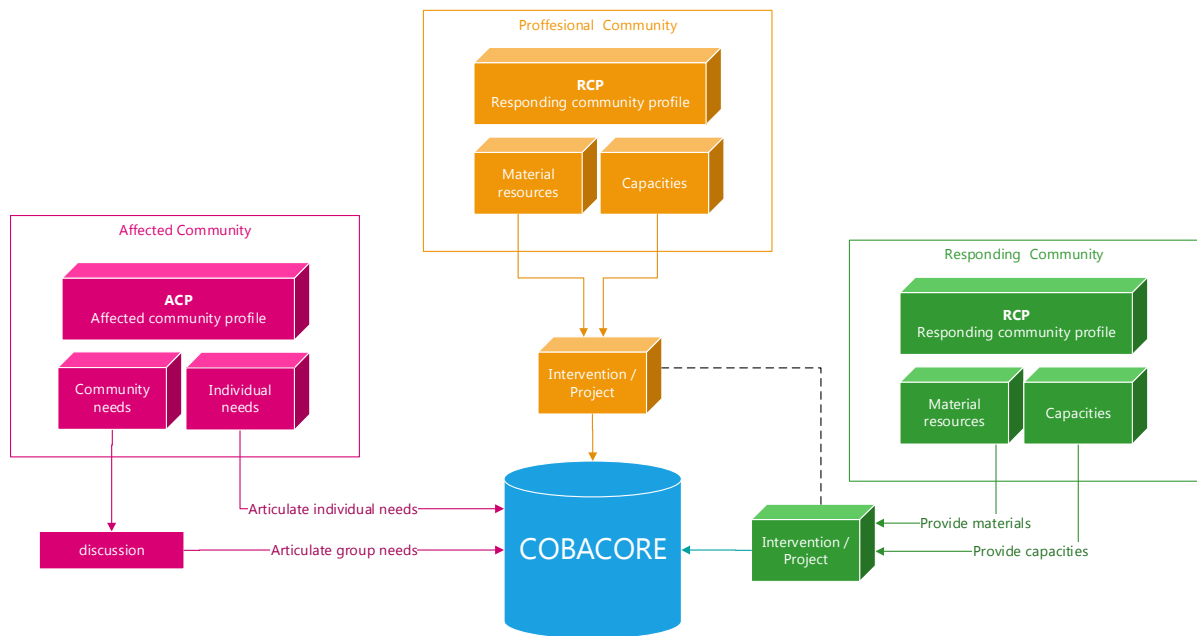 Proffesional Community
RCP
Responding community profile
Material
resources
Capacities
Affected Community
ACP
Affected community profile
Community
needs
Individual
needs
Responding Community
RCP
Responding community profile
Material
resources
Capacities
Intervention /
Project
Articulate individual needs
discussion
Articulate group needs
COBACORE
Intervention /
Project
Provide materials
Provide capacities